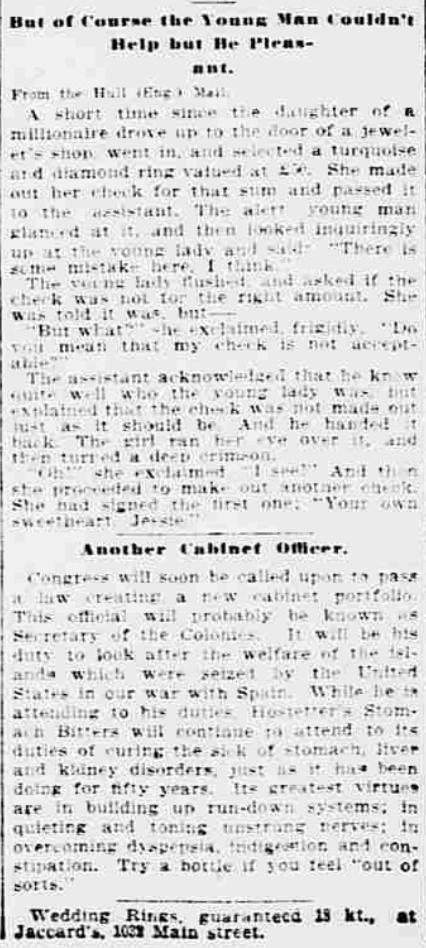 But of Course the Young Man Couldn't
Help but Be Pleas-
ant.
From the Hull (Eng.) Mail.
A short time since the daughter of a
millionaire drove up to the door of a jewel-
er's shop, went in, and selected a turquoise
and diamond ring valued at He made
out her check for that sum and passed it
to the assistant. The alert young man
glanced at it, and then looked inquiringly
up at the young lady and said: "There is
some mistake here, I think."
The young lady flushed, and asked if the
check was not for the right amount. She
was told it was, but—
"But what?" she exclaimed, frigidly. "Do
you mean that my check is not accept-
able?"
The assistant acknowledged that he knew
quite well who the young lady was, but
explained that the check was not made out
just as it should be. And he handed it
back. The girl ran her eye over it, and
then turned a deep crimson.
"Oh!" she exclaimed. "I see!" And then
she proceeded to make out another check.
She had signed the first one: "Your own
sweetheart, Jessie."
Another Cabinet Officer.
Congress will soon be called upon to pass
a law creating a new cabinet portfolio.
This official will probably be known as
Secretary of the Colonies. It will be his
duty to look after the welfare of the isl-
ands which were seized by the United
States in our war with Spain. While he is
attending to his duties, Hostetter's Stom-
ach Bitters will continue to attend to its
duties of curing the sick of stomach, liver
and kidney disorders, just as it has been
doing for fifty years. Its greatest virtues
are in building up run-down systems; in
quieting and toning unstrung nerves; in
overcoming dyspepsia, indigestion and con-
stipation. Try a bottle if you feel "out of
sorts."
Wedding Rings, guaranteed 18 kt., at
Jaccard's, 1032 Main street.